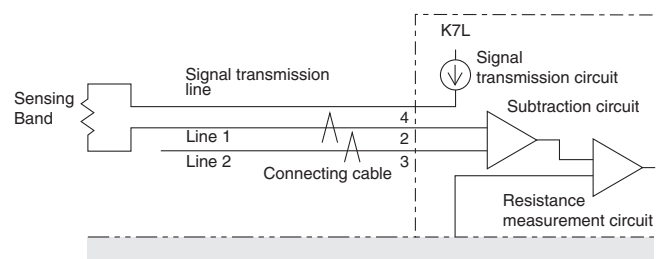 K7L
Signal
transmission circuit
Signal transmission
line
Sensing
Band
Subtraction circuit
4
Line 1
2
Line 2
3
Connecting cable
Resistance
measurement circuit